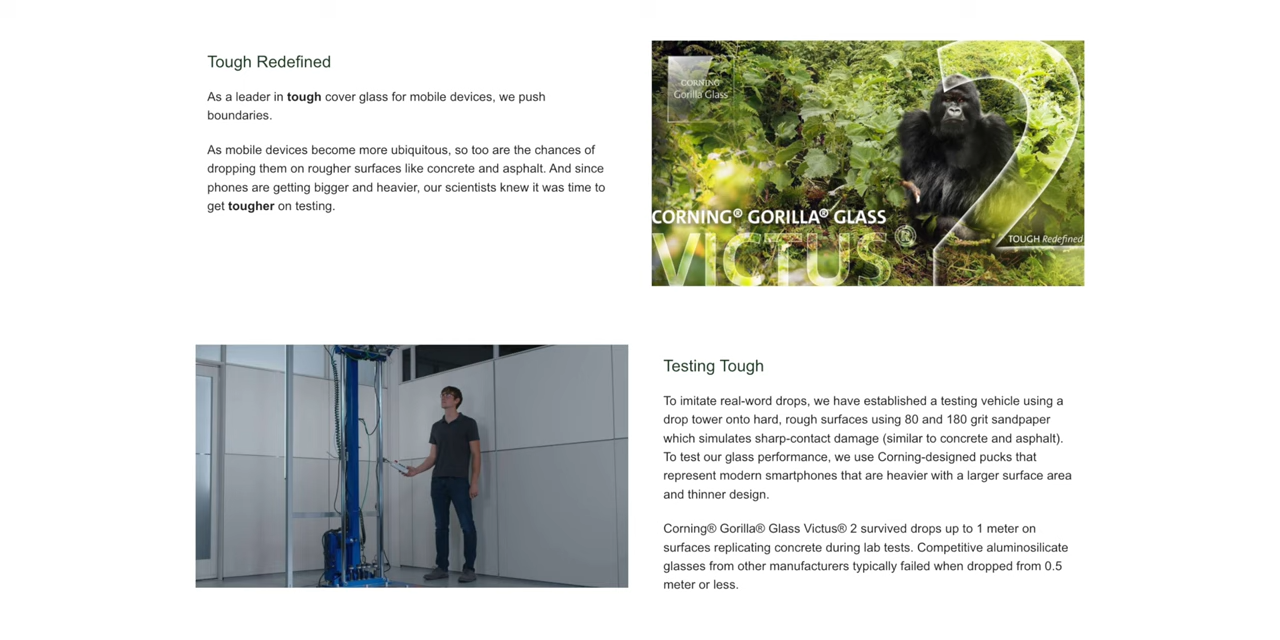 Tough Redefined
As a leader in tough cover glass for mobile devices, we push
boundaries.
As mobile devices become more ubiquitous, so too are the chances of
dropping them on rougher surfaces like concrete and asphalt. And since
phones are getting bigger and heavier, our scientists knew it was time to
get tougher on testing.
CORNING
Gorilla Glass
CORNING® GORILLA® GLASS
VICTUS® 2
TOUGH Redefined
Testing Tough
To imitate real-word drops, we have established a testing vehicle using a
drop tower onto hard, rough surfaces using 80 and 180 grit sandpaper
which simulates sharp-contact damage (similar to concrete and asphalt).
To test our glass performance, we use Corning-designed pucks that
represent modern smartphones that are heavier with a larger surface area
and thinner design.
Corning® Gorilla® Glass Victus® 2 survived drops up to 1 meter on
surfaces replicating concrete during lab tests. Competitive aluminosilicate
glasses from other manufacturers typically failed when dropped from 0.5
meter or less.